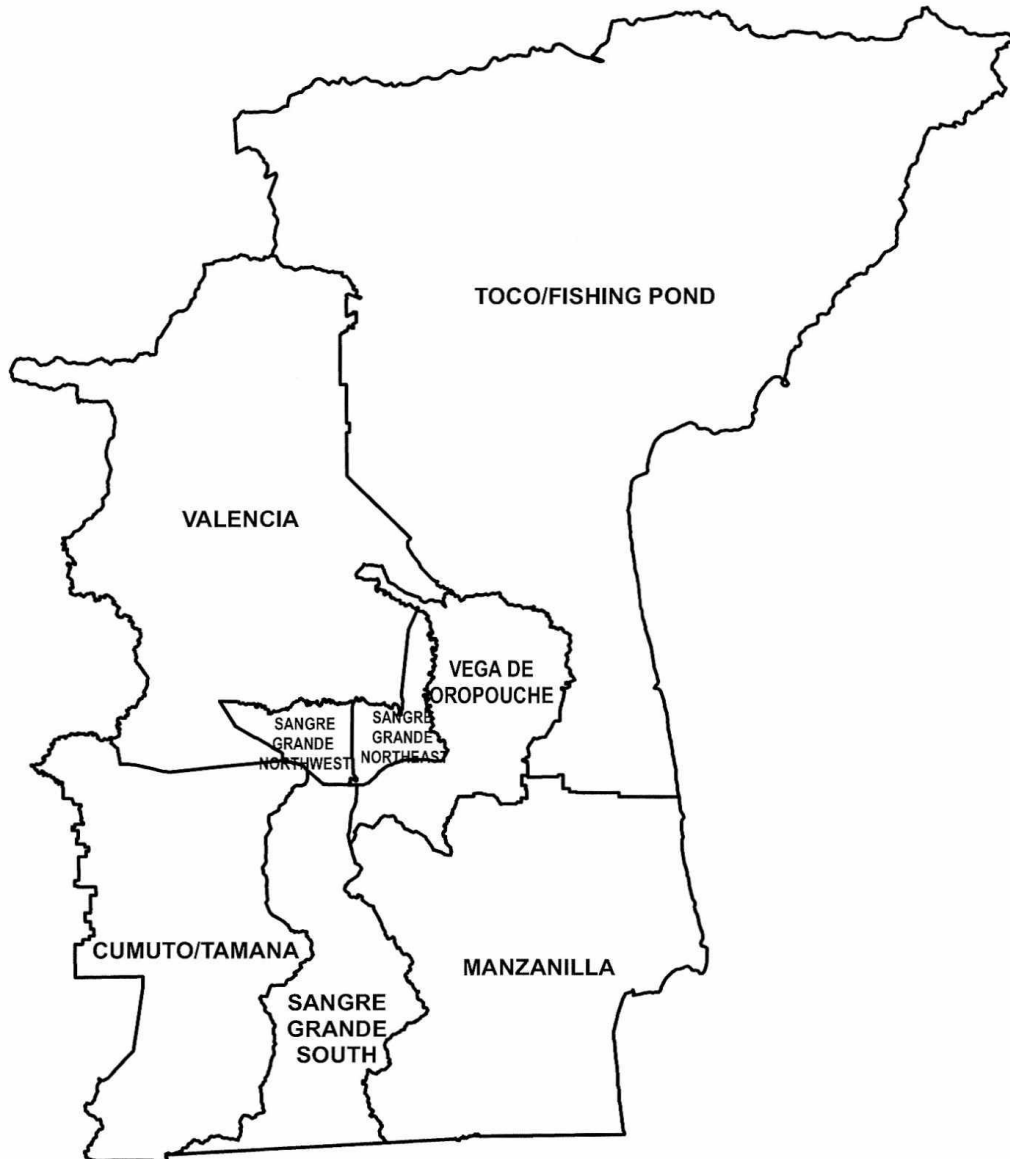 TOCO/FISHING POND
VALENCIA
VEGA DE
OROPOUCHE
SANGRE
GRANDE
NORTHWEST
SANGRE
GRANDE
NORTHEAST
CUMUTO/TAMANA
MANZANILLA
SANGRE
GRANDE
SOUTH